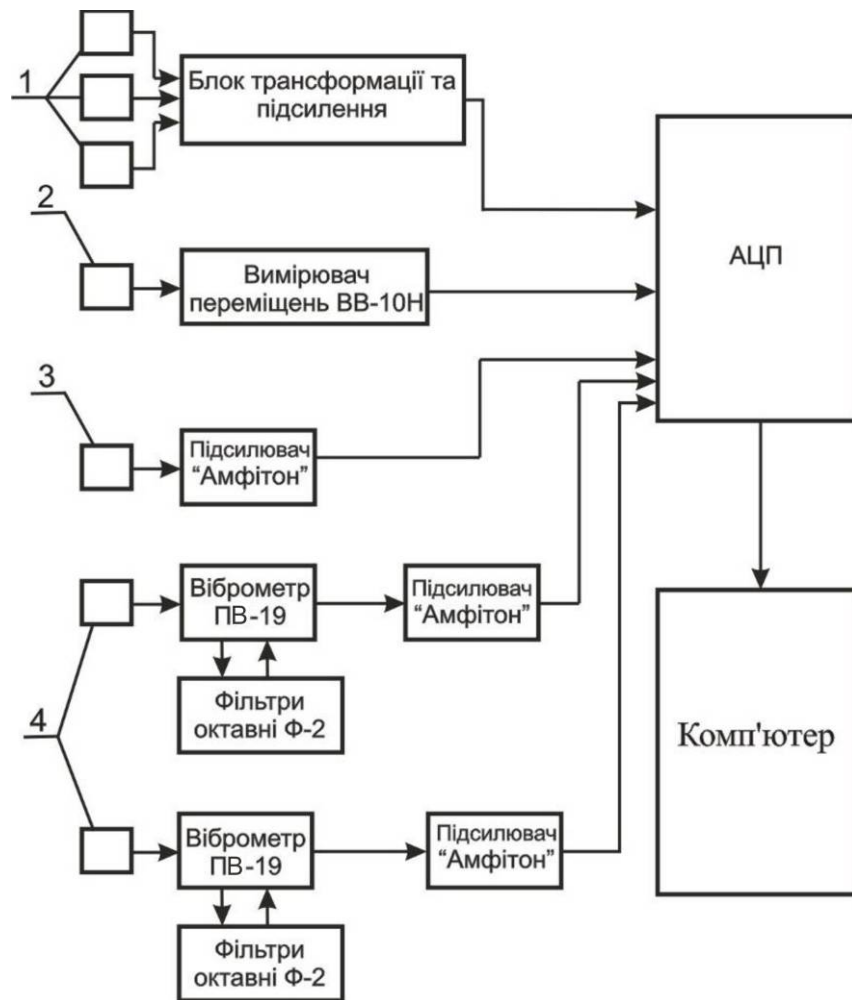 1
Блок трансформації та
підсилення
2
Вимірювач
переміщень ВВ-10Н
АЦП
3
Підсилювач
“Амфітон”
4
Віброметр
ПВ-19
Підсилювач
“Амфітон”
Фільтри
октавні Ф-2
Комп'ютер
Віброметр
ПВ-19
Підсилювач
“Амфітон”
Фільтри
октавні Ф-2